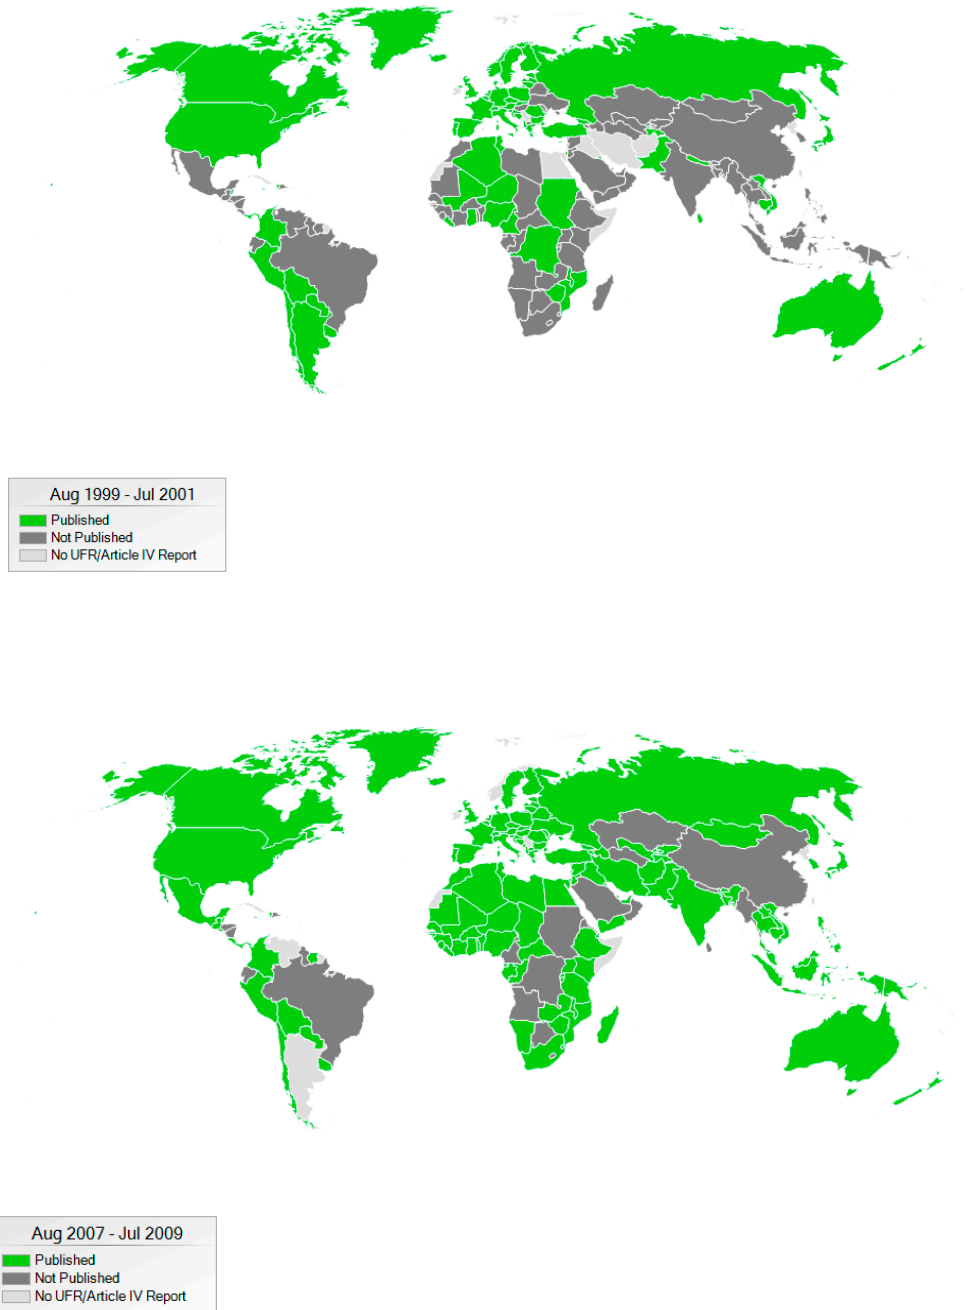 Aug 1999 - Jul 2001
Published
Not Published
No UFR/Article IV Report
Aug 2007 - Jul 2009
Published
Not Published
No UFR/Article IV Report